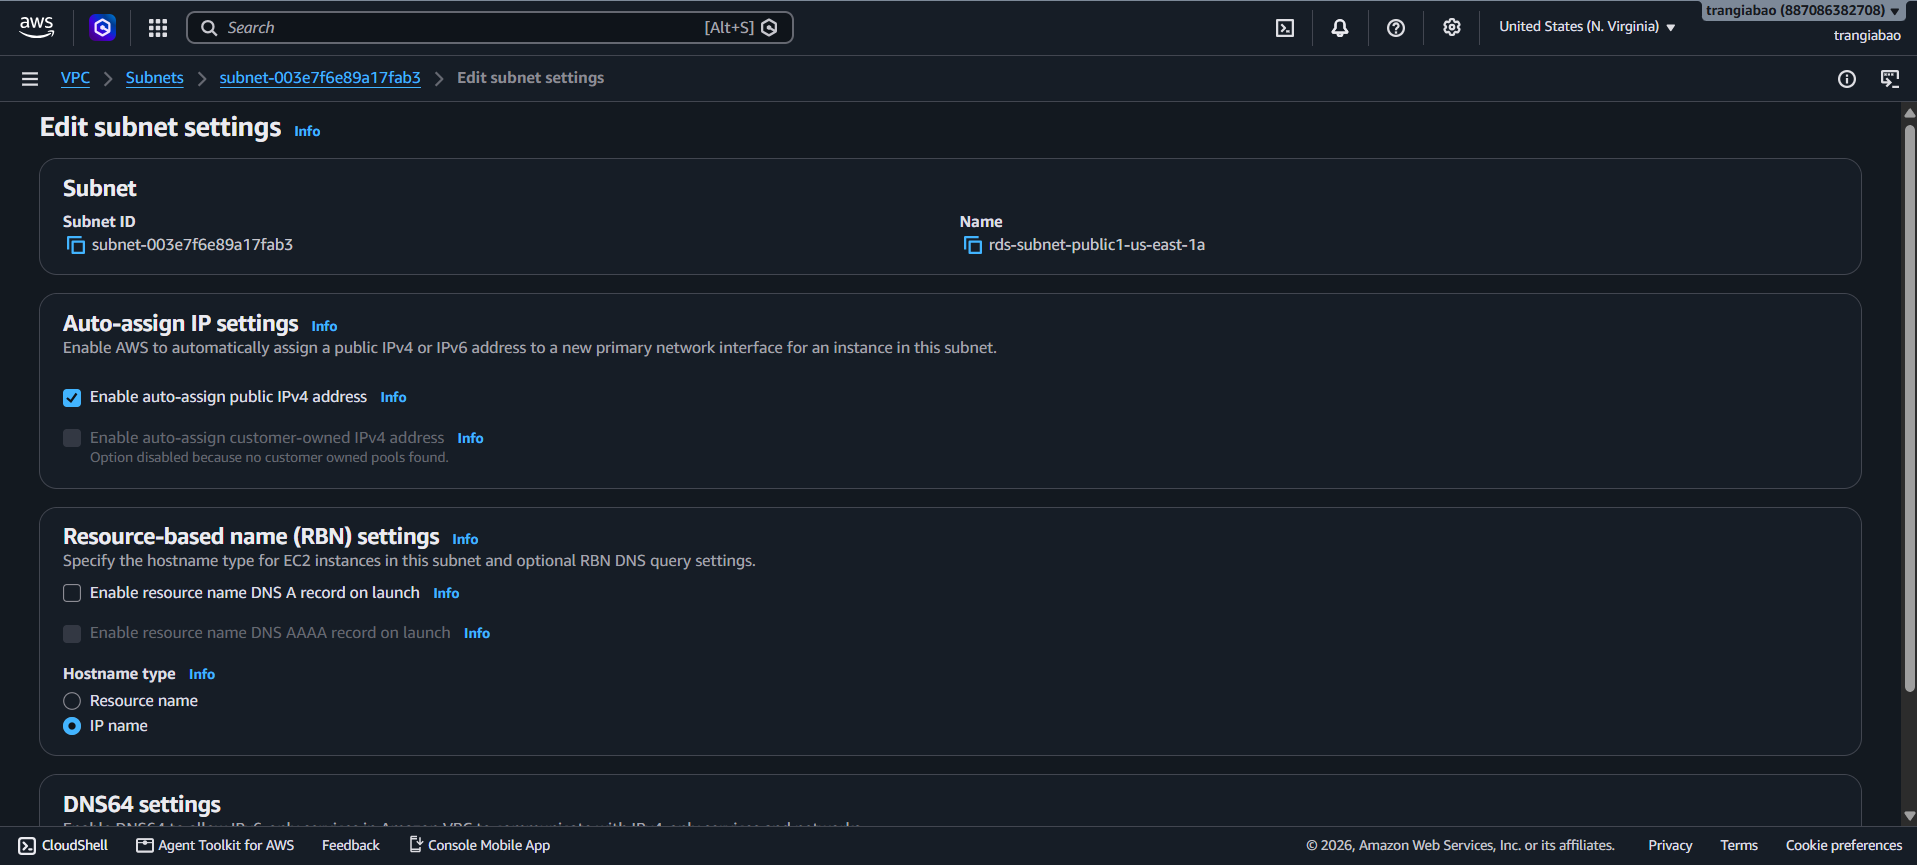 aws
Search [Alt+S]
United States (N. Virginia)
trangiabao (887086382708)
trangiabao
VPC
Subnets
subnet-003e7f6e89a17fab3
Edit subnet settings
Edit subnet settings Info
Subnet
Subnet ID
subnet-003e7f6e89a17fab3
Name
rds-subnet-public1-us-east-1a
Auto-assign IP settings Info
Enable AWS to automatically assign a public IPv4 or IPv6 address to a new primary network interface for an instance in this subnet.
Enable auto-assign public IPv4 address Info
Enable auto-assign customer-owned IPv4 address Info
Option disabled because no customer owned pools found.
Resource-based name (RBN) settings Info
Specify the hostname type for EC2 instances in this subnet and optional RBN DNS query settings.
Enable resource name DNS A record on launch Info
Enable resource name DNS AAAA record on launch Info
Hostname type Info
Resource name
IP name
DNS64 settings
CloudShell
Agent Toolkit for AWS
Feedback
Console Mobile App
© 2026, Amazon Web Services, Inc. or its affiliates.
Privacy
Terms
Cookie preferences